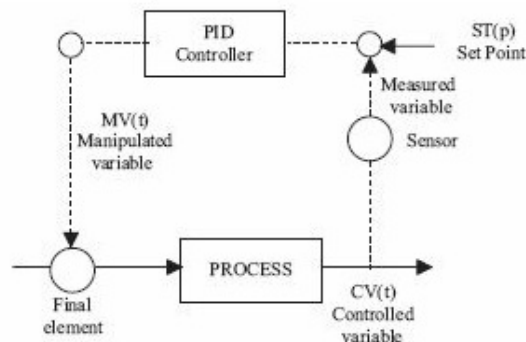 PID
Controller
ST(p)
Set Point
Measured
variable
MV(t)
Manipulated
variable
Sensor
PROCESS
Final
element
CV(t)
Controlled
variable